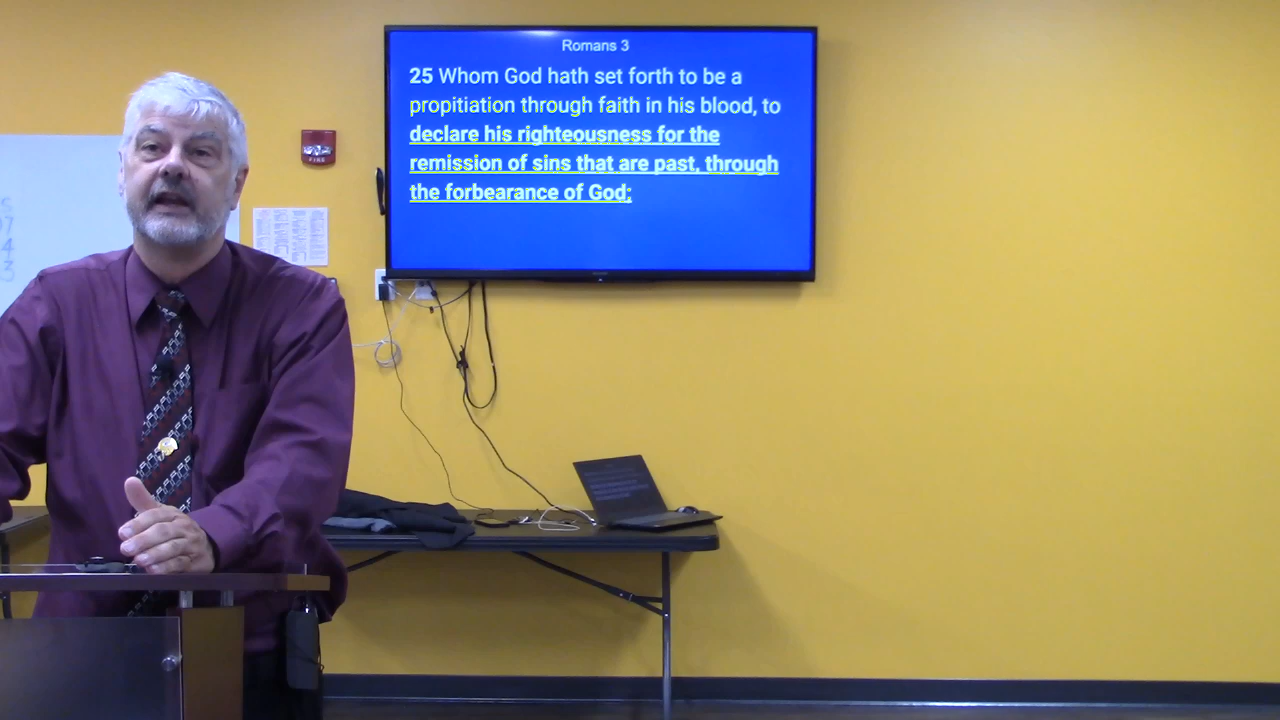 Romans 3
25 Whom God hath set forth to be a
propitiation through faith in his blood, to
declare his righteousness for the
remission of sins that are past, through
the forbearance of God;
FIRE